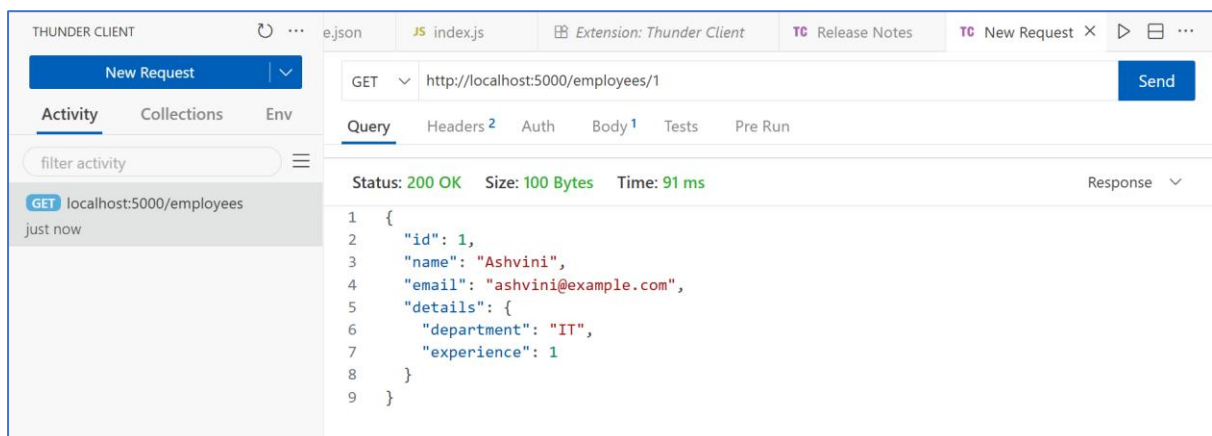 THUNDER CLIENT
e.json JS index.js Extension: Thunder Client TC Release Notes TC New Request
New Request
GET http://localhost:5000/employees/1 Send
Activity Collections Env
Query Headers 2 Auth Body 1 Tests Pre Run
filter activity
Status: 200 OK Size: 100 Bytes Time: 91 ms Response
GET localhost:5000/employees
just now
1 {
2 "id": 1,
3 "name": "Ashvini",
4 "email": "ashvini@example.com",
5 "details": {
6 "department": "IT",
7 "experience": 1
8 }
9 }